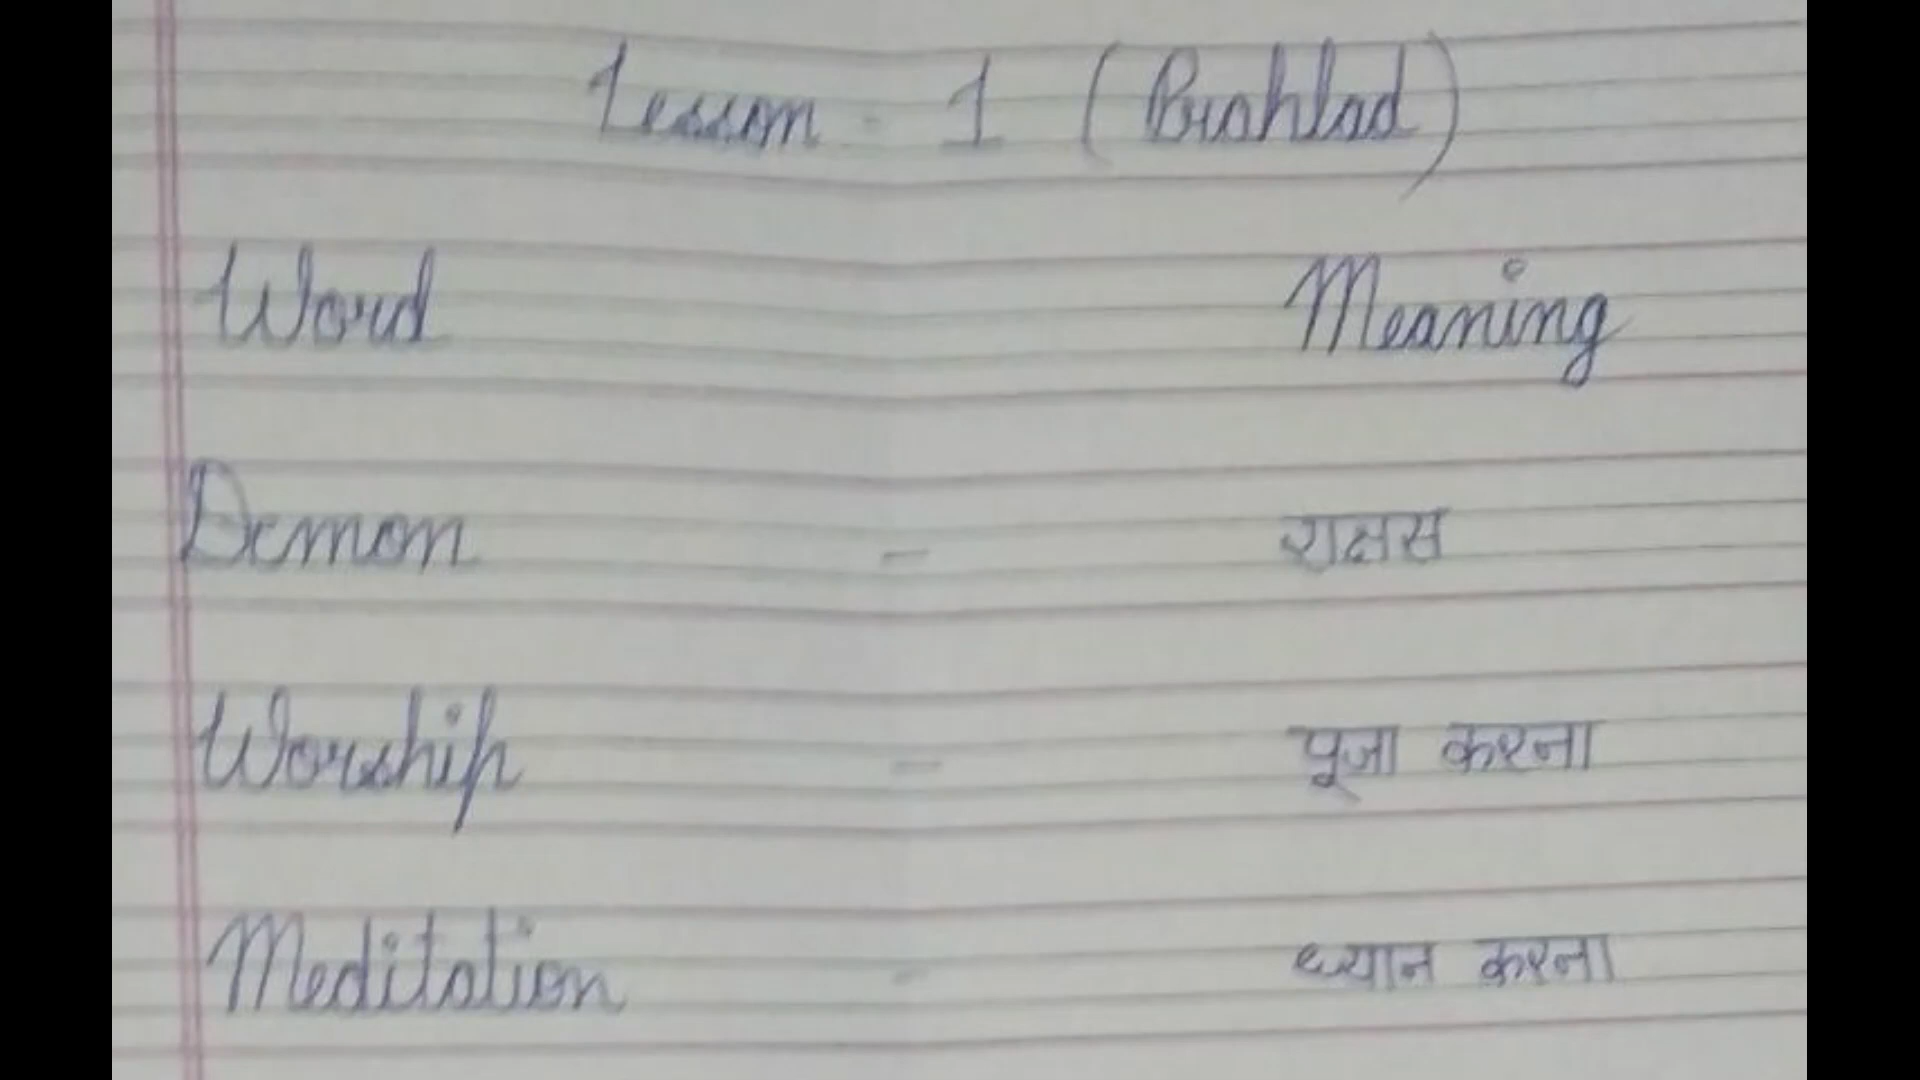 Lesson - 1 (Prahlad)
Word Meaning
Demon - राक्षस
Worship - पूजा करना
Meditation - ध्यान करना